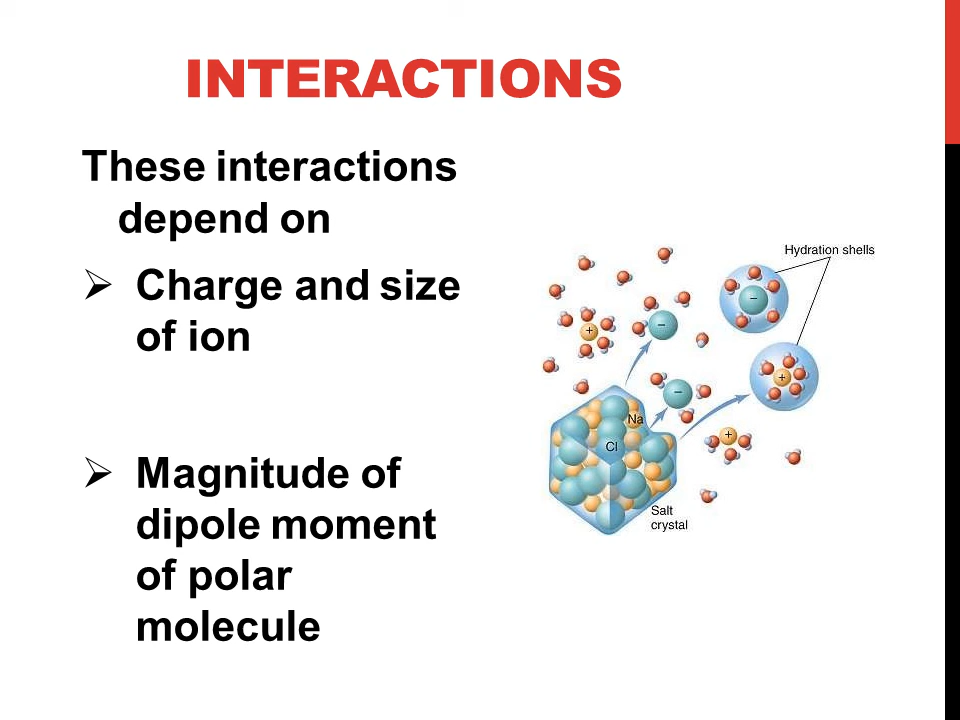 INTERACTIONS
These interactions
depend on
➢ Charge and size
of ion
➢ Magnitude of
dipole moment
of polar
molecule
Hydration shells
−
+
−
+
−
+
Na
Cl
Salt
crystal